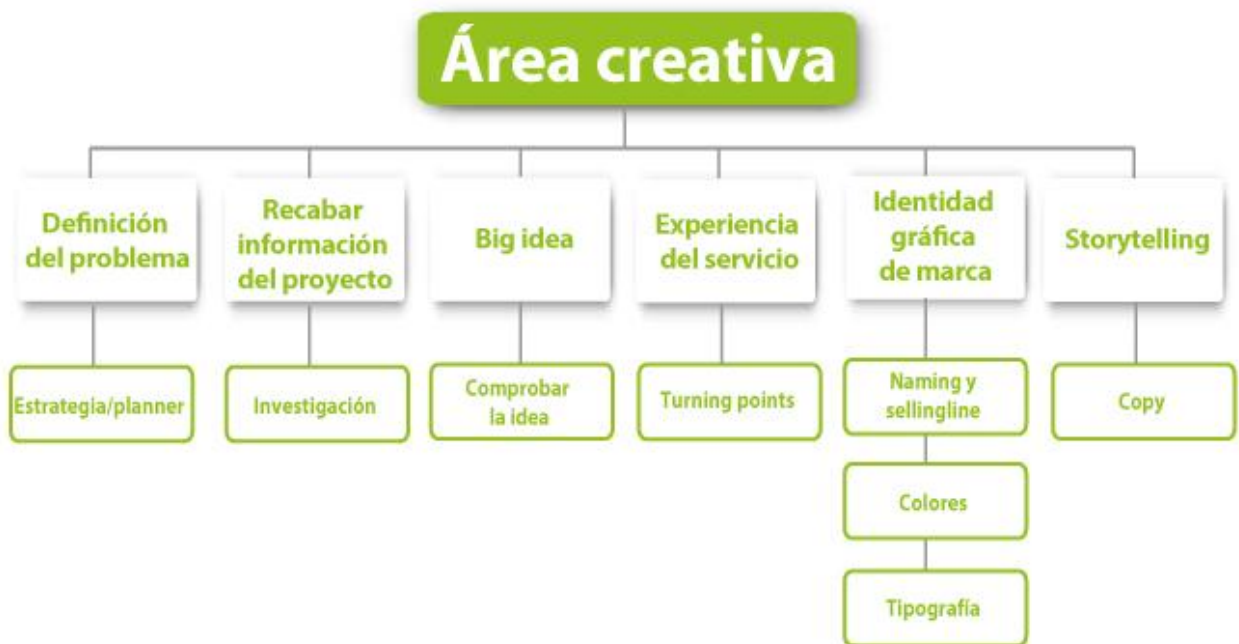 Área creativa
Definición
del problema
Recabar
información
del proyecto
Big idea
Experiencia
del servicio
Identidad
gráfica
de marca
Storytelling
Estrategia/planner
Investigación
Comprobar
la idea
Turning points
Naming y
sellingline
Copy
Colores
Tipografía